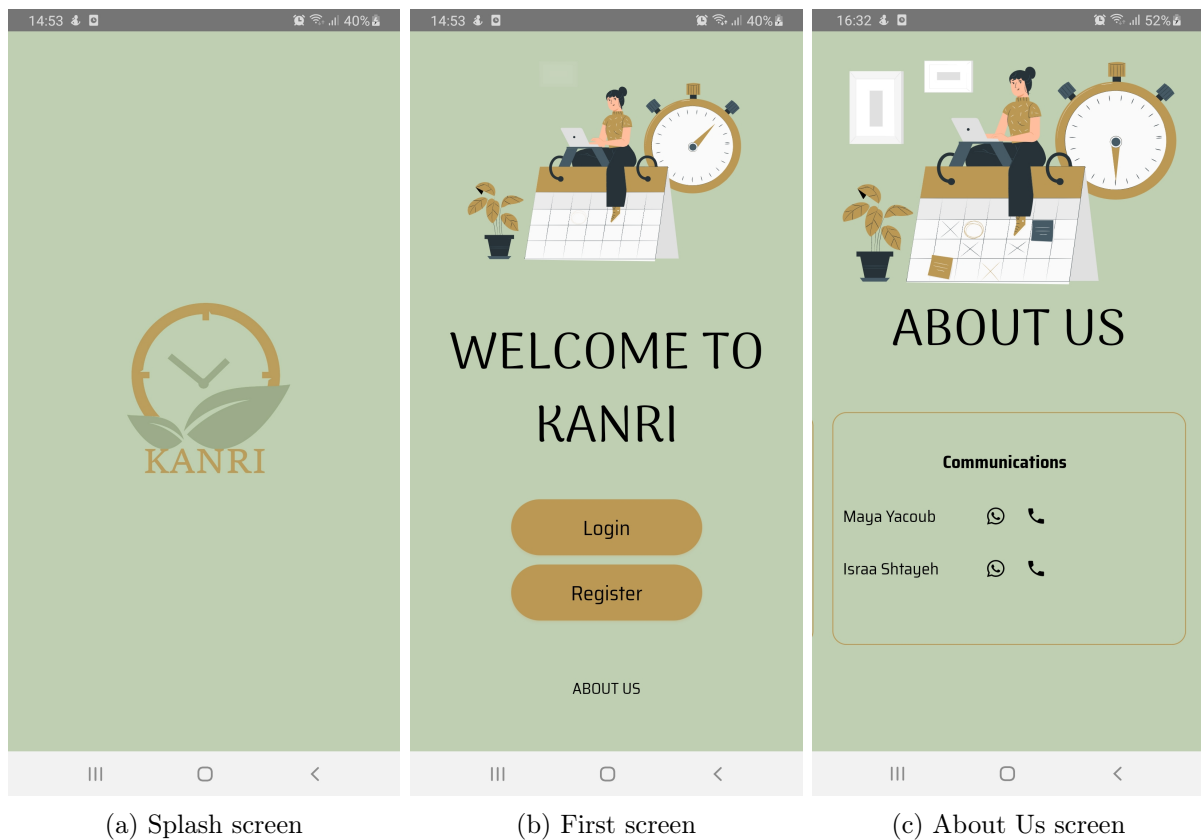 14:53 40%
KANRI
(a) Splash screen
14:53 40%
WELCOME TO
KANRI
Login
Register
ABOUT US
(b) First screen
16:32 52%
ABOUT US
Communications
Maya Yacoub
Israa Shtayeh
(c) About Us screen